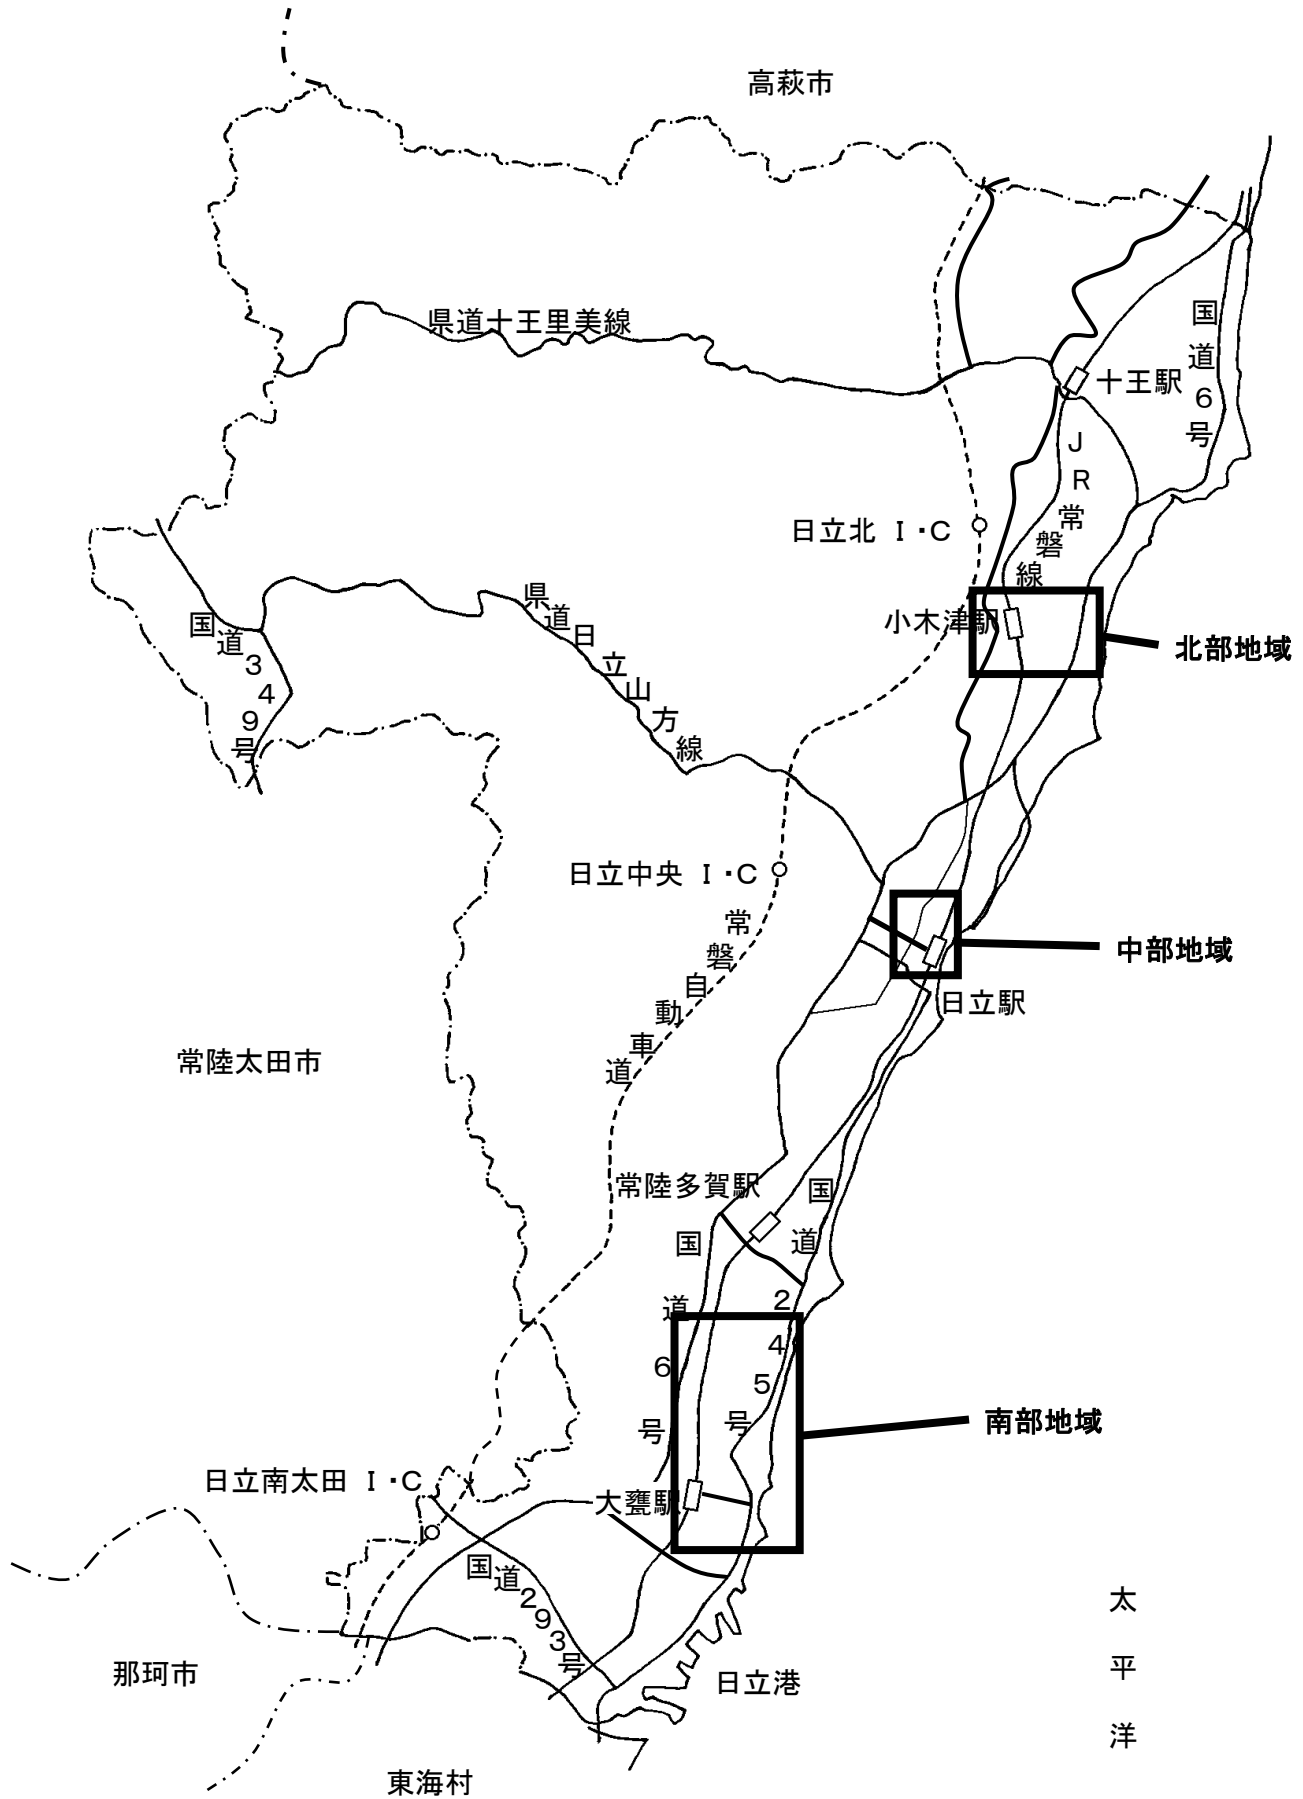 高萩市
県道十王里美線
国道6号
十王駅
JR常磐線
日立北 I・C
小木津駅
北部地域
国道349号
県道日立山方線
日立中央 I・C
常磐自動車道
中部地域
日立駅
常陸太田市
常陸多賀駅
国道6号
国道245号
南部地域
日立南太田 I・C
大甕駅
国道293号
太平洋
那珂市
日立港
東海村